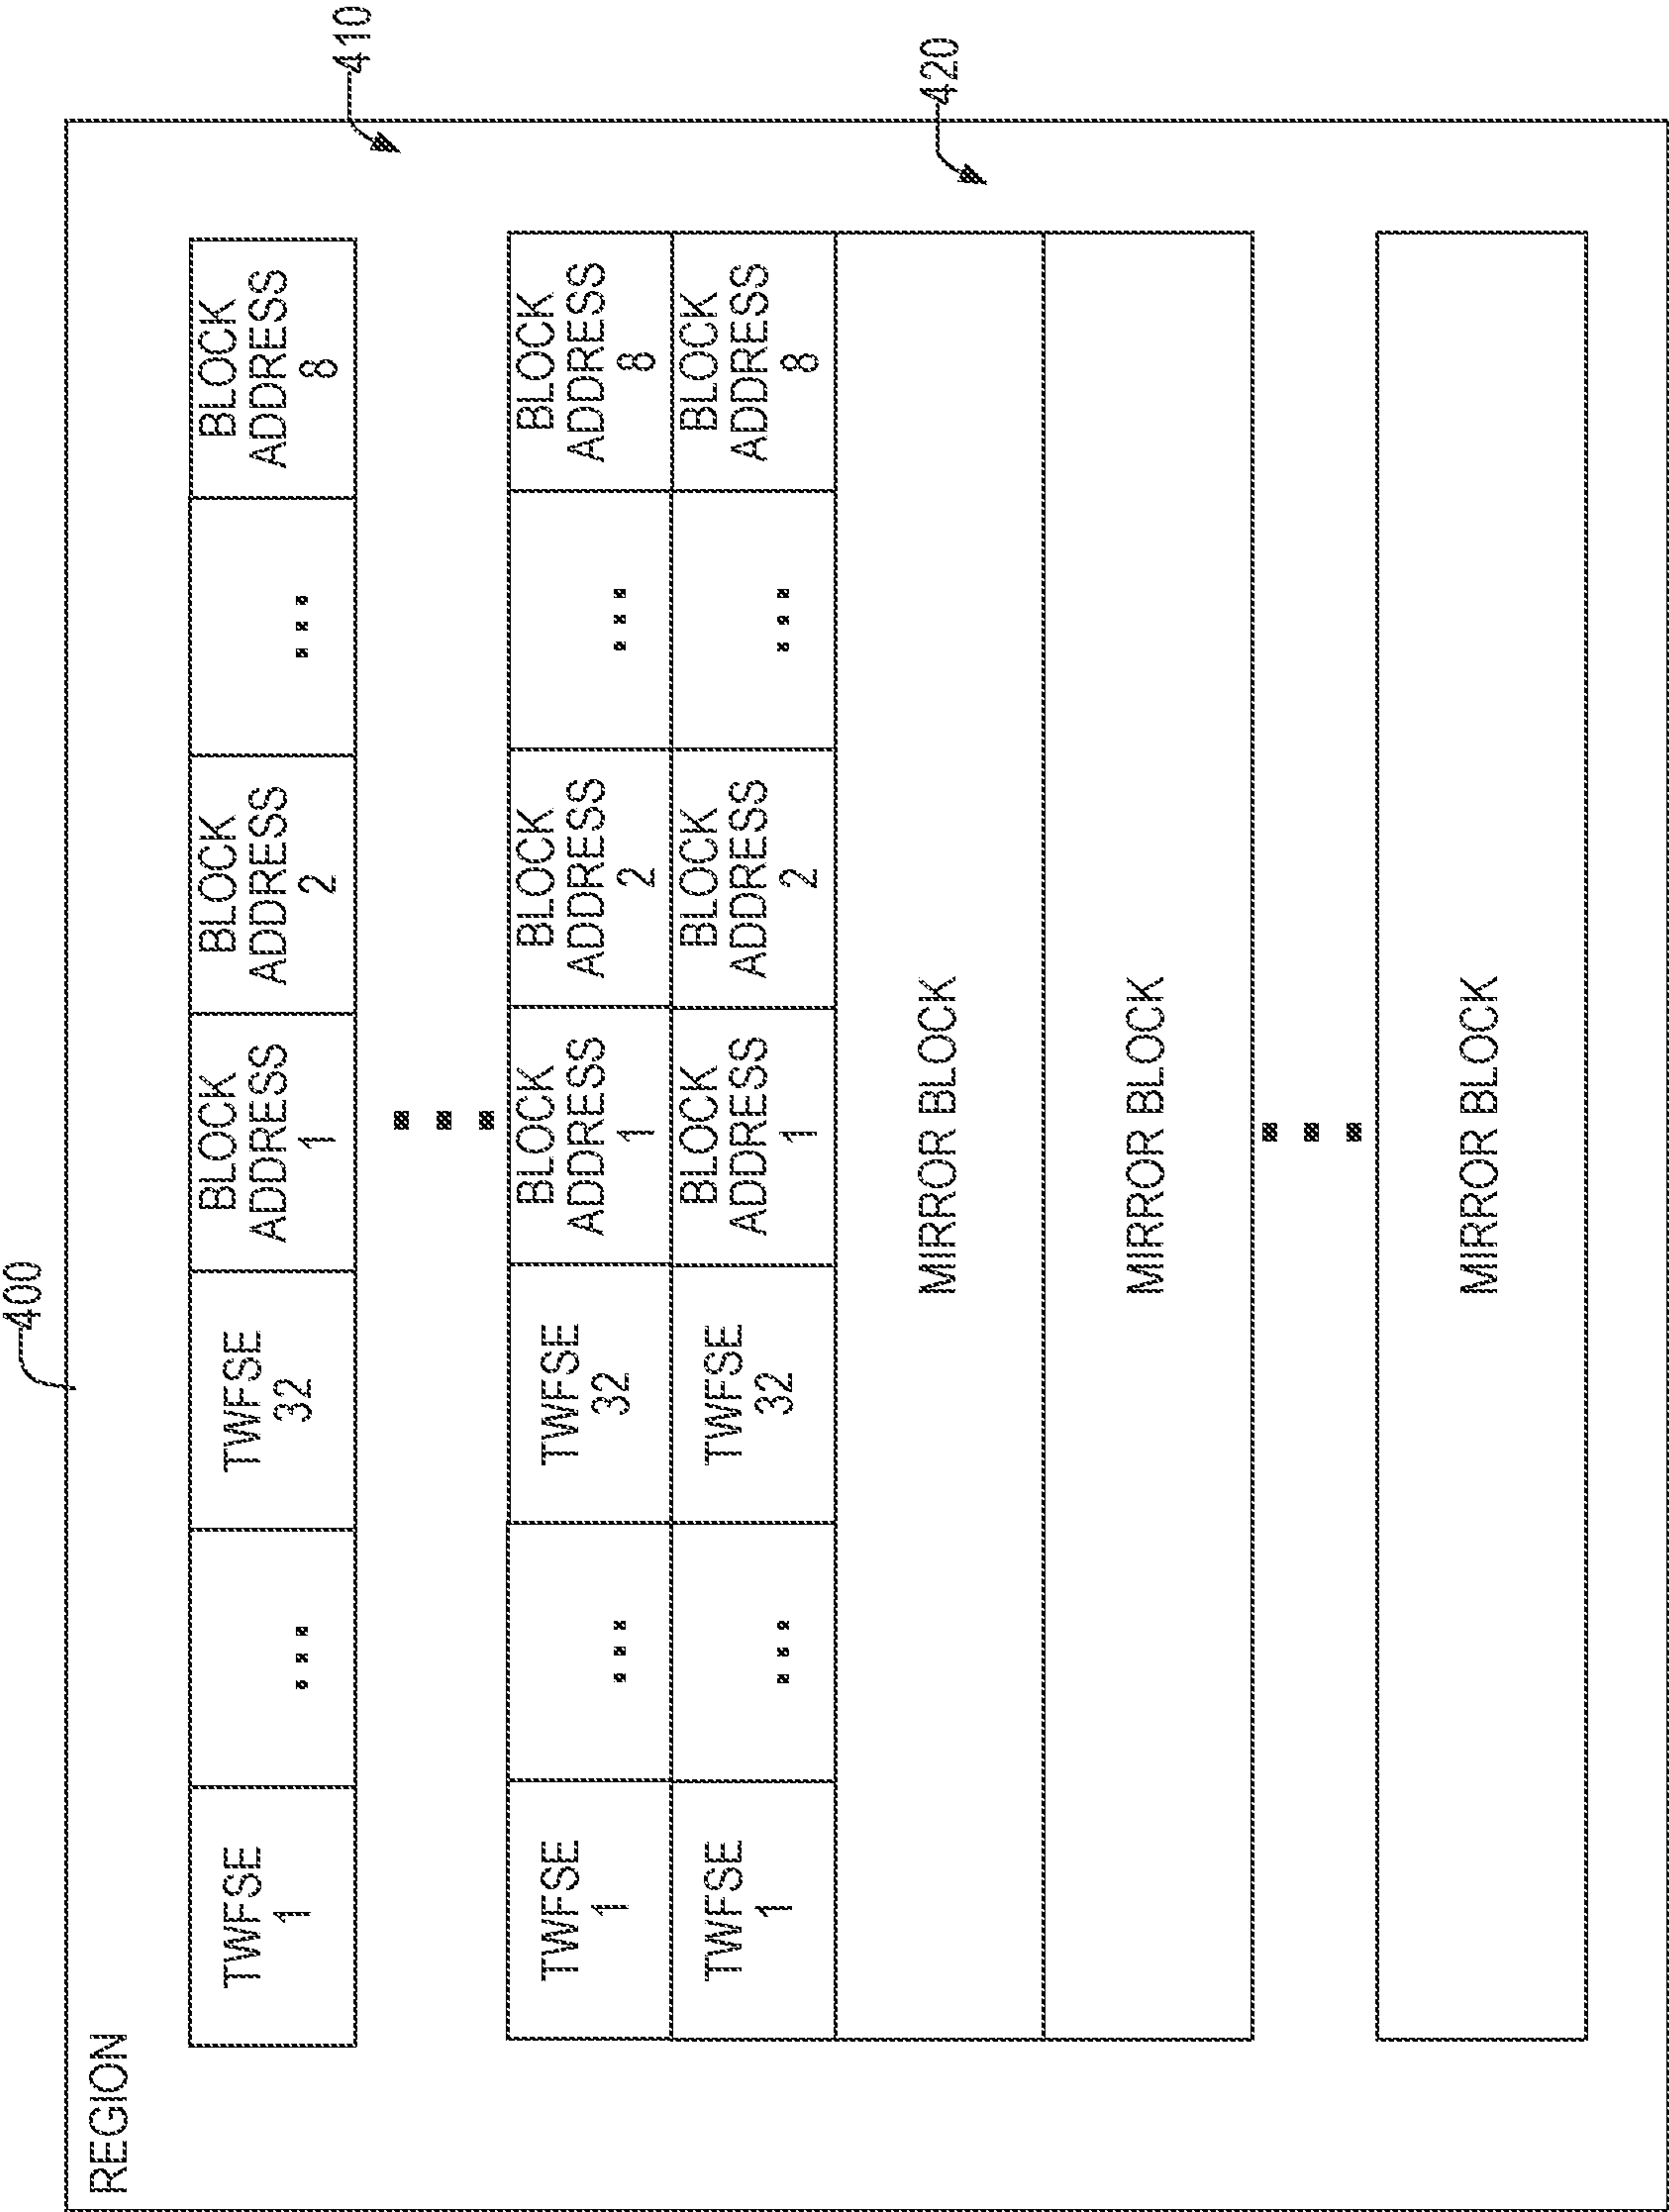 400
REGION
410
TWFSE
1
...
TWFSE
32
BLOCK
ADDRESS
1
BLOCK
ADDRESS
2
...
BLOCK
ADDRESS
8
TWFSE
1
...
TWFSE
32
BLOCK
ADDRESS
1
BLOCK
ADDRESS
2
...
BLOCK
ADDRESS
8
TWFSE
1
...
TWFSE
32
BLOCK
ADDRESS
1
BLOCK
ADDRESS
2
...
BLOCK
ADDRESS
8
420
MIRROR BLOCK
MIRROR BLOCK
MIRROR BLOCK